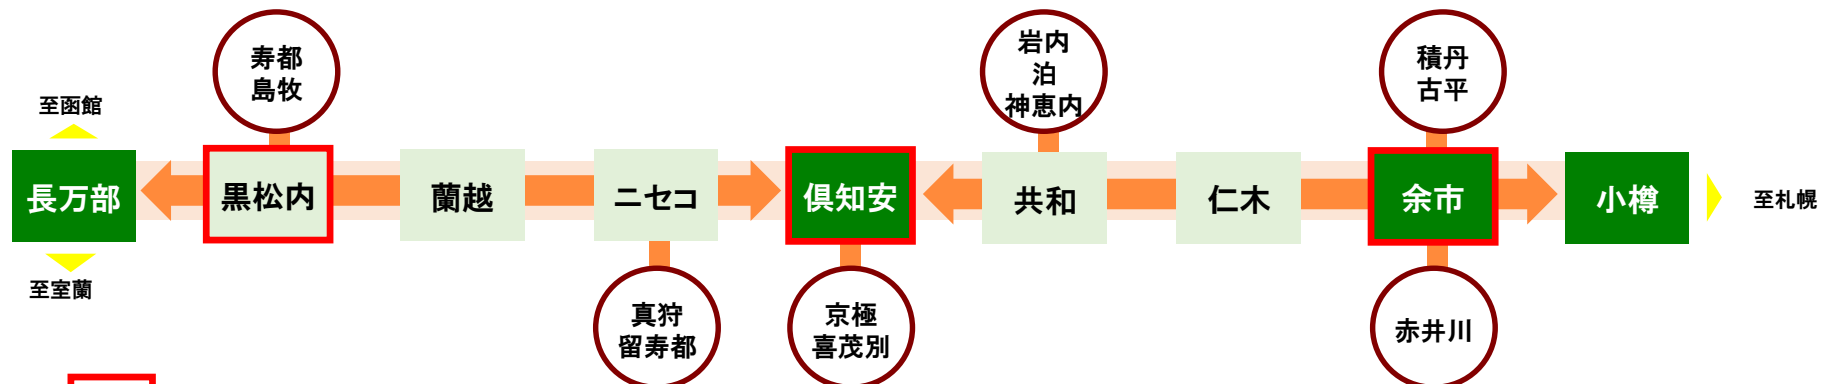 寿都
島牧
岩内
泊
神恵内
積丹
古平
至函館
長万部
黒松内
蘭越
ニセコ
倶知安
共和
仁木
余市
小樽
至札幌
至室蘭
真狩
留寿都
京極
喜茂別
赤井川